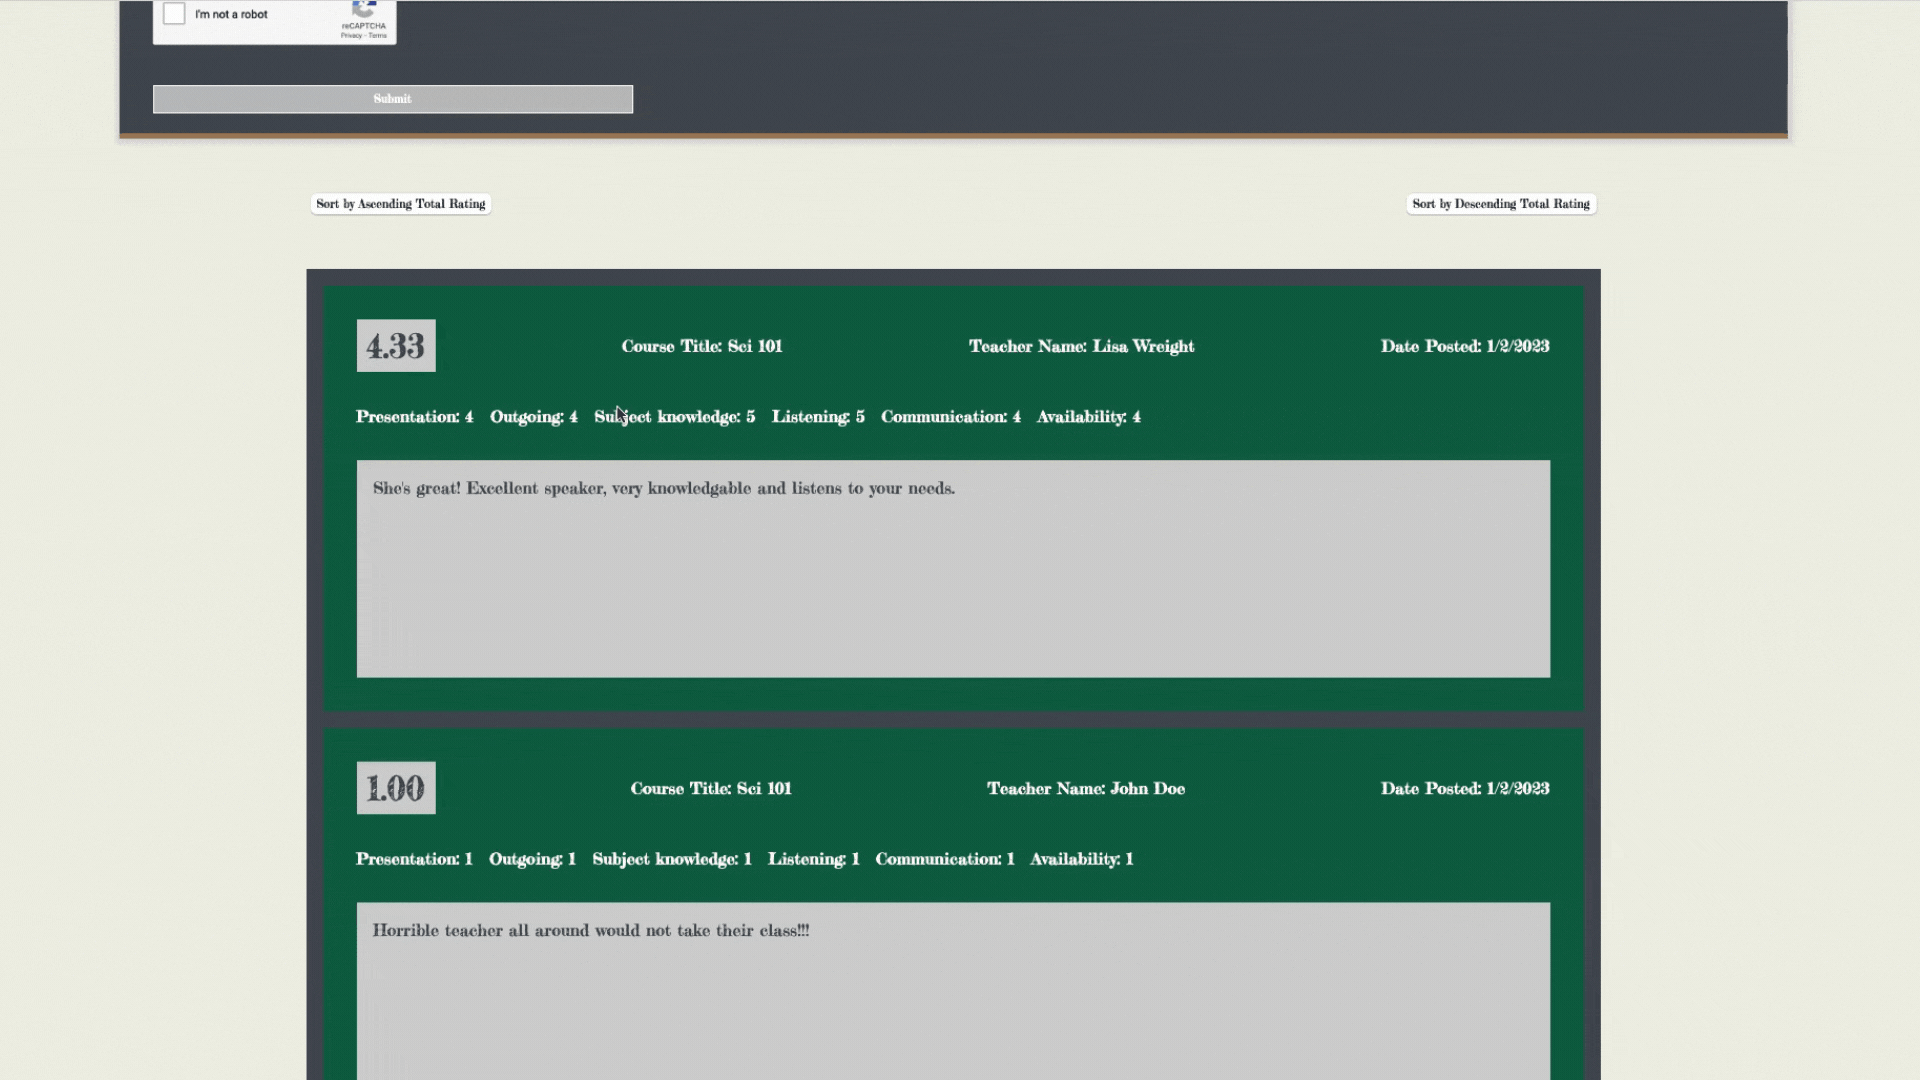 I'm not a robot
reCAPTCHA
Privacy - Terms
Submit
Sort by Ascending Total Rating
Sort by Descending Total Rating
4.33
Course Title: Sci 101
Teacher Name: Lisa Wreight
Date Posted: 1/2/2023
Presentation: 4 Outgoing: 4 Subject knowledge: 5 Listening: 5 Communication: 4 Availability: 4
She's great! Excellent speaker, very knowledgable and listens to your needs.
1.00
Course Title: Sci 101
Teacher Name: John Doe
Date Posted: 1/2/2023
Presentation: 1 Outgoing: 1 Subject knowledge: 1 Listening: 1 Communication: 1 Availability: 1
Horrible teacher all around would not take their class!!!